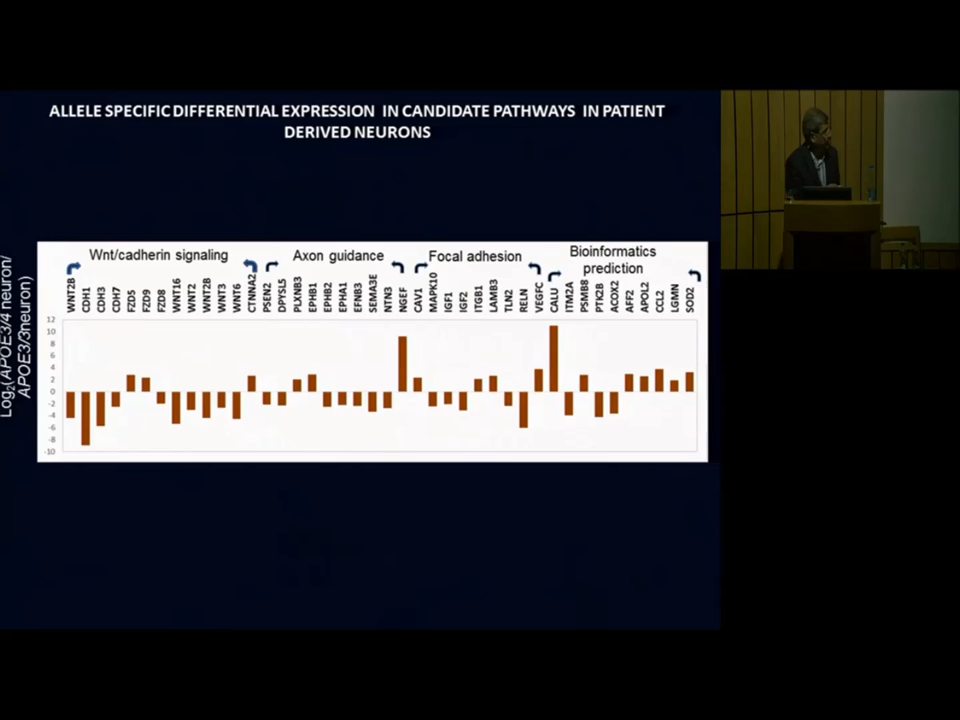 ALLELE SPECIFIC DIFFERENTIAL EXPRESSION IN CANDIDATE PATHWAYS IN PATIENT
DERIVED NEURONS
Wnt/cadherin signaling
Axon guidance
Focal adhesion
Bioinformatics
prediction
WNT2B
CDH1
CDH3
CDH7
FZD5
FZD9
FZD8
WNT16
WNT2
WNT2B
WNT3
WNT6
CTNNA2
PSEN2
DPYSL5
PLXNB3
EPHB1
EPHB2
EPHA1
EFNB3
SEMA3E
NTN3
NGEF
CAV1
MAPK10
IGF1
IGF2
ITGB1
LAMB3
TLN2
RELN
VEGFC
CALU
ITM2A
PSMB8
PTK2B
ACOX2
AFF2
APOL2
CCL2
LGMN
SOD2
Log2(APOE3/4 neuron/
APOE3/3neuron)
12
10
8
6
4
2
0
-2
-4
-6
-8
-10